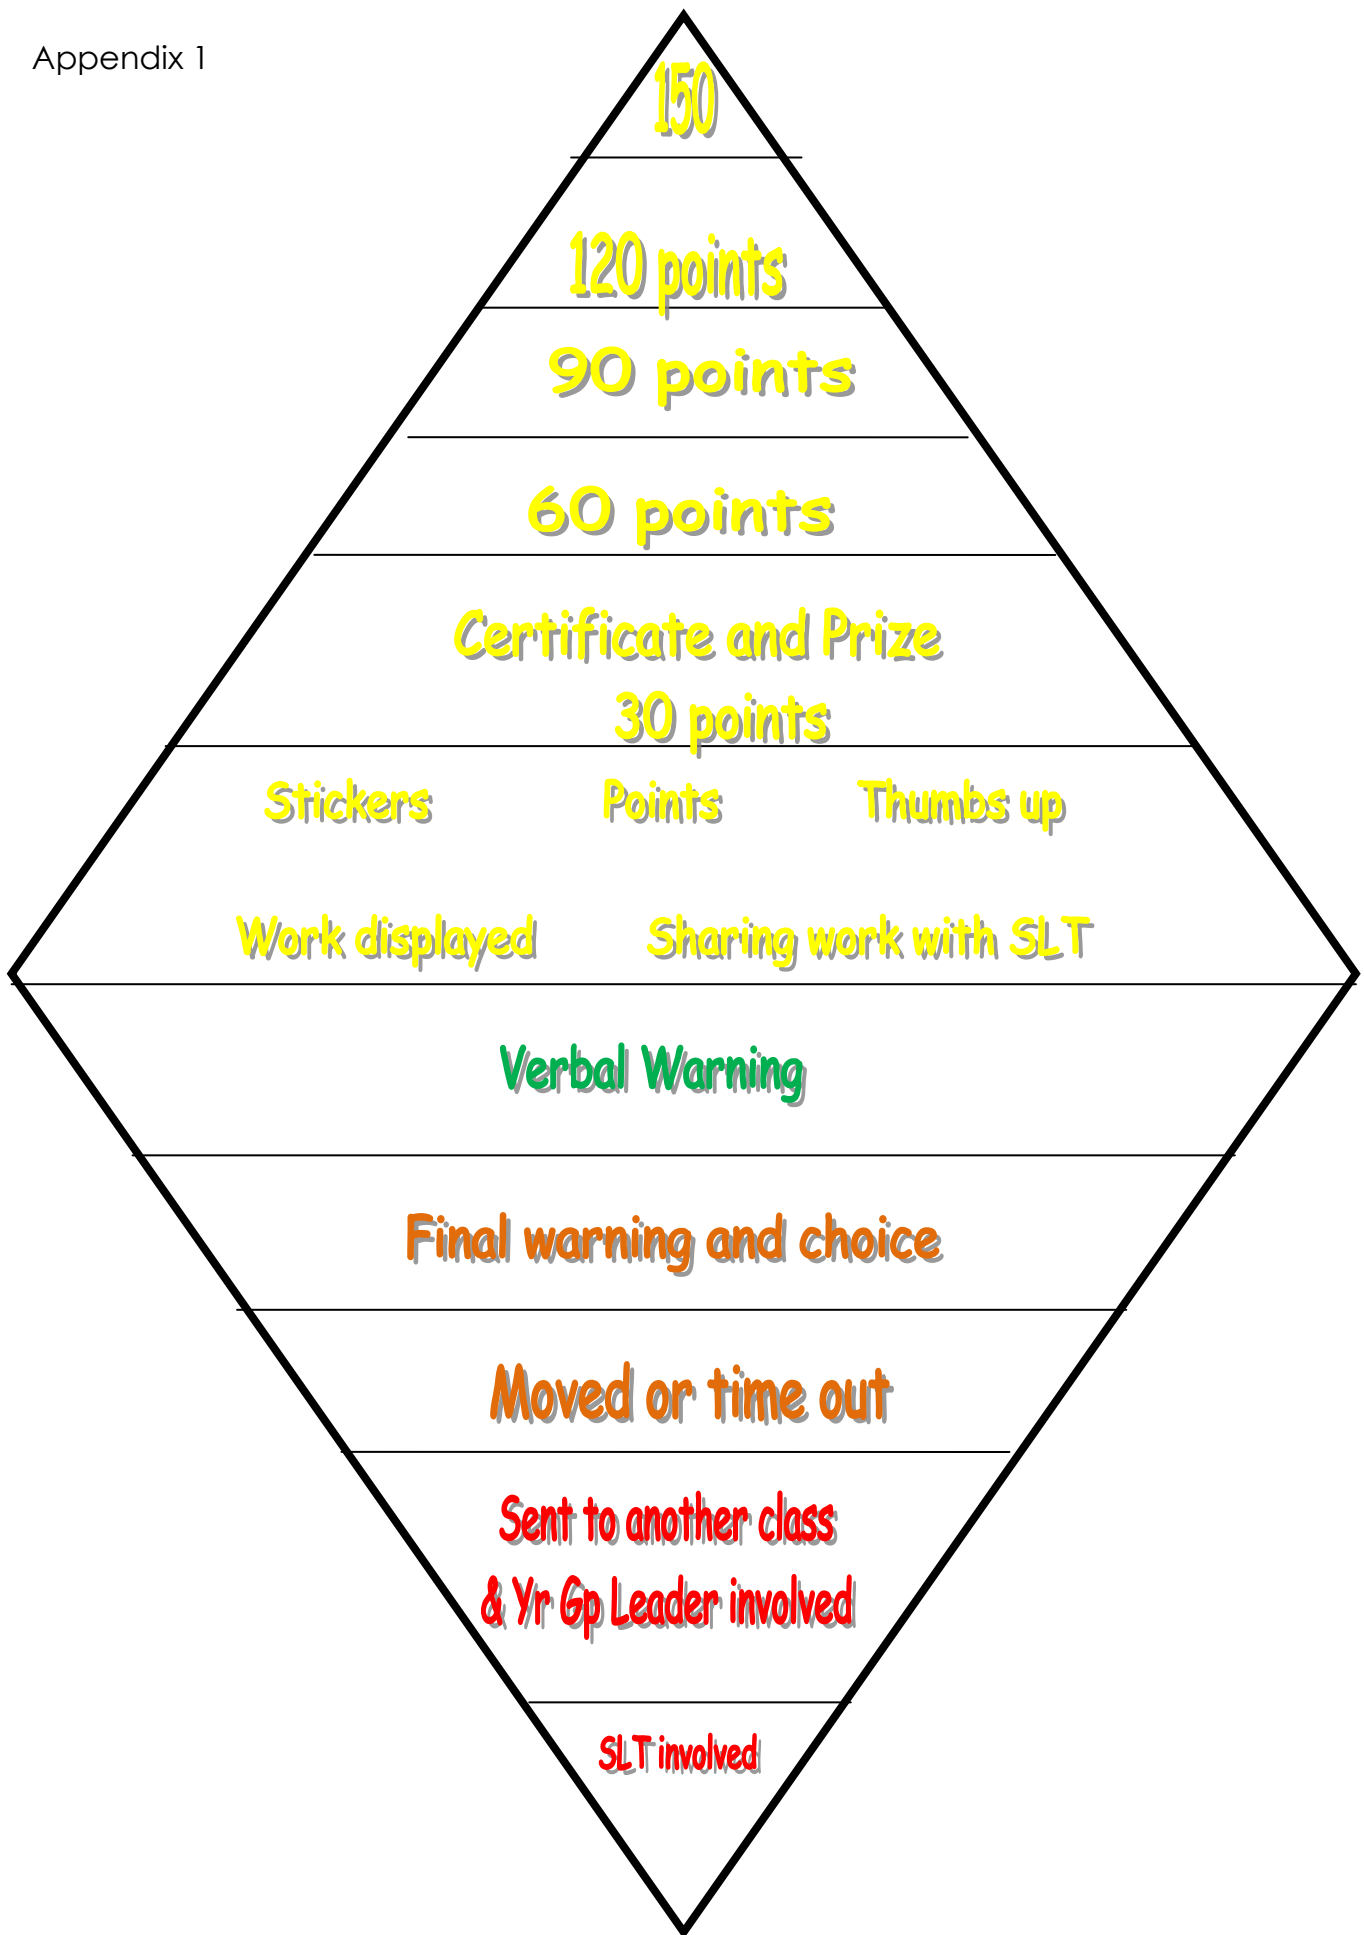 Appendix 1
150
120 points
90 points
60 points
Certificate and Prize
30 points
Stickers Points Thumbs up
Work displayed Sharing work with SLT
Verbal Warning
Final warning and choice
Moved or time out
Sent to another class
& Yr Gp Leader involved
SLT involved